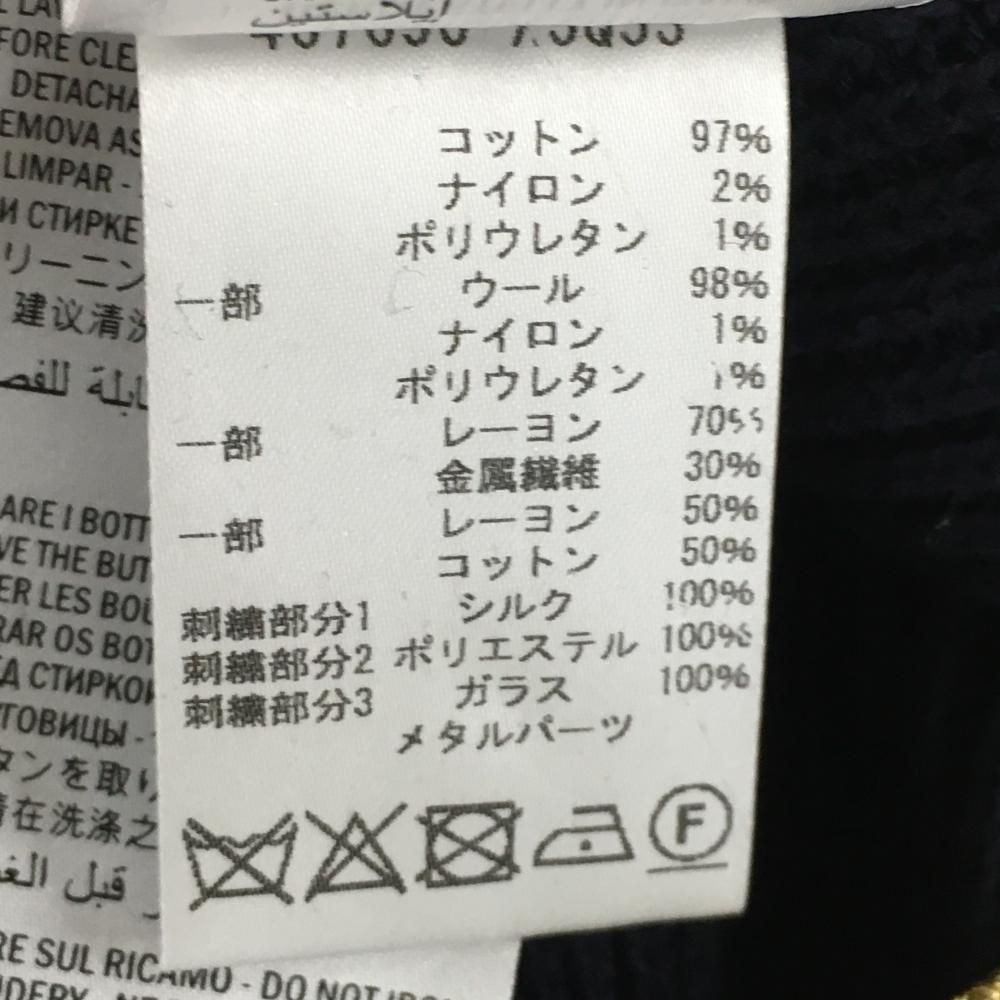 FORE CLE
DETACHA
EMOVA AS
LIMPAR -
И СТИРКЕ
リーニン
建议清洗
ARE I BOTT
VE THE BUT
ER LES BOU
RAR OS BOT
А СТИРКОЙ
ГОВИЦЫ -
タンを取り
请在洗涤之
قبل الغس
RE SUL RICAMO - DO NOT IRO
إيلاستين
コットン 97%
ナイロン 2%
ポリウレタン 1%
一部 ウール 98%
ナイロン 1%
ポリウレタン 1%
一部 レーヨン 70%
金属繊維 30%
一部 レーヨン 50%
コットン 50%
刺繍部分1 シルク 100%
刺繍部分2 ポリエステル 100%
刺繍部分3 ガラス 100%
メタルパーツ
F